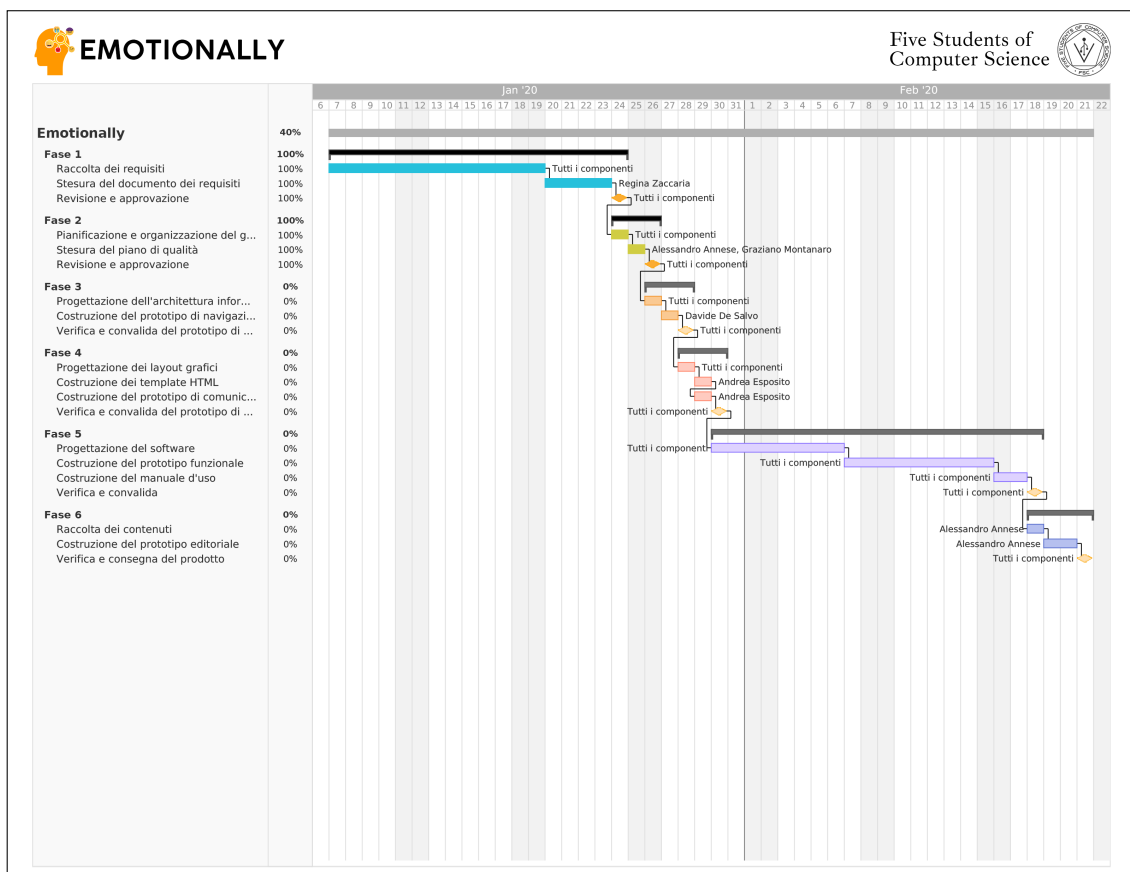 EMOTIONALLY
Five Students of
Computer Science
FIVE STUDENTS OF COMPUTER SCIENCE
FSC
Jan '20 Feb '20
6 7 8 9 10 11 12 13 14 15 16 17 18 19 20 21 22 23 24 25 26 27 28 29 30 31 1 2 3 4 5 6 7 8 9 10 11 12 13 14 15 16 17 18 19 20 21 22
Emotionally 40%
Fase 1 100%
Raccolta dei requisiti 100% Tutti i componenti
Stesura del documento dei requisiti 100% Regina Zaccaria
Revisione e approvazione 100% Tutti i componenti
Fase 2 100%
Pianificazione e organizzazione del g... 100% Tutti i componenti
Stesura del piano di qualità 100% Alessandro Annese, Graziano Montanaro
Revisione e approvazione 100% Tutti i componenti
Fase 3 0%
Progettazione dell'architettura infor... 0% Tutti i componenti
Costruzione del prototipo di navigazi... 0% Davide De Salvo
Verifica e convalida del prototipo di ... 0% Tutti i componenti
Fase 4 0%
Progettazione dei layout grafici 0% Tutti i componenti
Costruzione dei template HTML 0% Andrea Esposito
Costruzione del prototipo di comunic... 0% Andrea Esposito
Verifica e convalida del prototipo di ... 0% Tutti i componenti
Fase 5 0%
Progettazione del software 0% Tutti i componenti
Costruzione del prototipo funzionale 0% Tutti i componenti
Costruzione del manuale d'uso 0% Tutti i componenti
Verifica e convalida 0% Tutti i componenti
Fase 6 0%
Raccolta dei contenuti 0% Alessandro Annese
Costruzione del prototipo editoriale 0% Alessandro Annese
Verifica e consegna del prodotto 0% Tutti i componenti